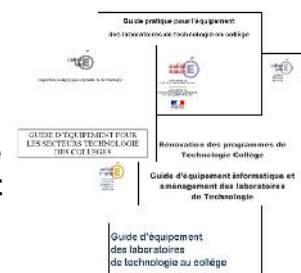 Guide pratique pour l'équipement
des laboratoires de technologie en collège
GUIDE D'ÉQUIPEMENT POUR
LES SECTEURS TECHNOLOGIE
DES COLLEGES
Rénovation des programmes de
Technologie Collège
Guide d'équipement informatique et
aménagement des laboratoires
de Technologie
Guide d'équipement
des laboratoires
de technologie au collège